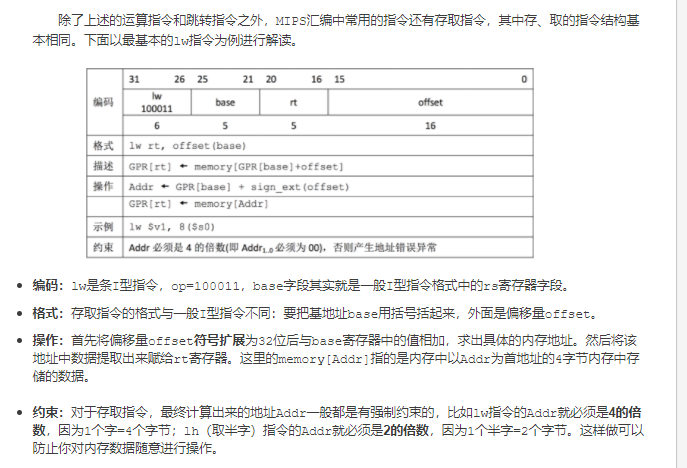 除了上述的运算指令和跳转指令之外，MIPS汇编中常用的指令还有存取指令，其中存、取的指令结构基
本相同。下面以最基本的lw指令为例进行解读。
31 26 25 21 20 16 15 0
编码 lw 100011 base rt offset
6 5 5 16
格式 lw rt, offset(base)
描述 GPR[rt] ← memory[GPR[base]+offset]
操作 Addr ← GPR[base] + sign_ext(offset)
GPR[rt] ← memory[Addr]
示例 lw $v1, 8($s0)
约束 Addr 必须是 4 的倍数(即 Addr1..0 必须为 00)，否则产生地址错误异常
• 编码：lw是条I型指令，op=100011，base字段其实就是一般I型指令格式中的rs寄存器字段。
• 格式：存取指令的格式与一般I型指令不同：要把基地址base用括号括起来，外面是偏移量offset。
• 操作：首先将偏移量offset符号扩展为32位后与base寄存器中的值相加，求出具体的内存地址。然后将该
地址中数据提取出来赋给rt寄存器。这里的memory[Addr]指的是内存中以Addr为首地址的4字节内存中存
储的数据。
• 约束：对于存取指令，最终计算出来的地址Addr一般都是有强制约束的，比如lw指令的Addr就必须是4的倍
数，因为1个字=4个字节；lh（取半字）指令的Addr就必须是2的倍数，因为1个半字=2个字节。这样做可以
防止你对内存数据随意进行操作。